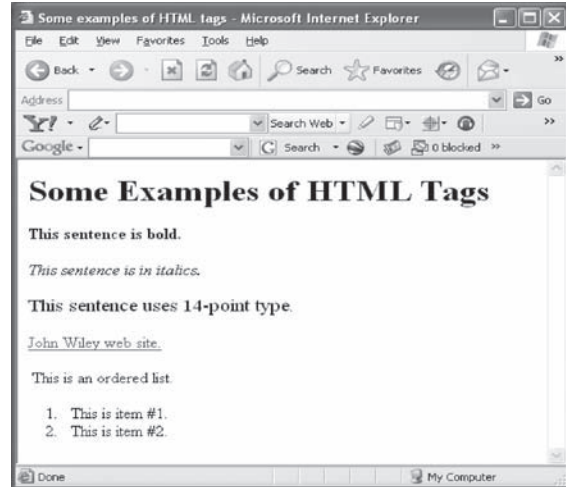 Some examples of HTML tags - Microsoft Internet Explorer
File Edit View Favorites Tools Help
Back Search Favorites »
Address Go
Y! Search Web »
Google Search 0 blocked »
Some Examples of HTML Tags
This sentence is bold.
This sentence is in italics.
This sentence uses 14-point type.
John Wiley web site.
This is an ordered list.
1. This is item #1.
2. This is item #2.
Done My Computer